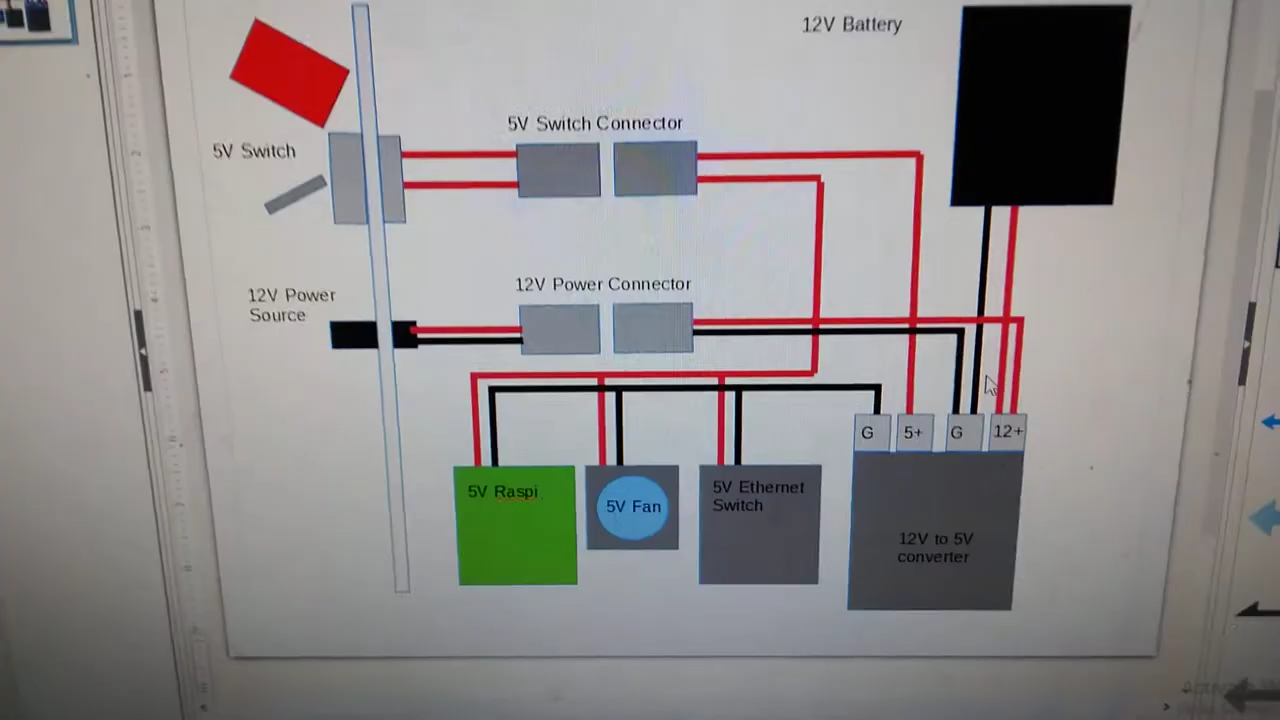 12V Battery
5V Switch Connector
5V Switch
12V Power Connector
12V Power
Source
G
5+
G
12+
5V Raspi
5V Fan
5V Ethernet
Switch
12V to 5V
converter